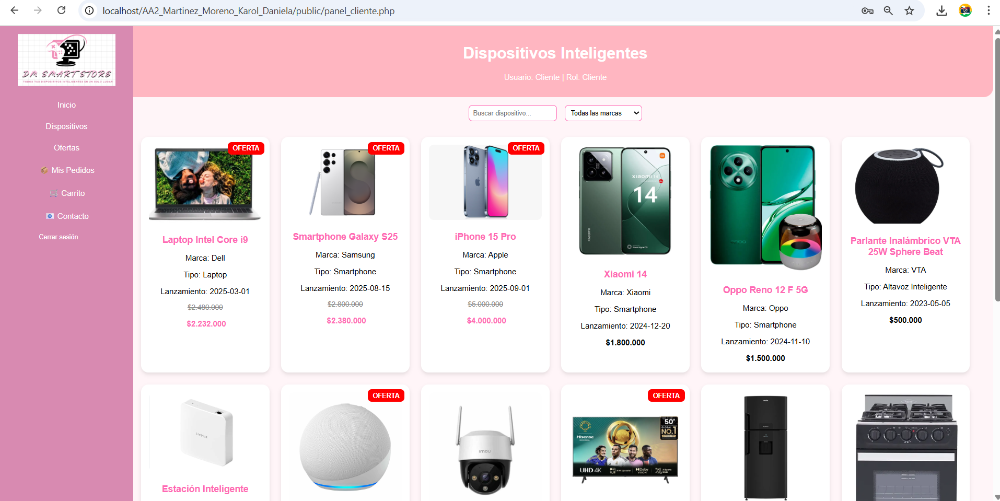 localhost/AA2_Martinez_Moreno_Karol_Daniela/public/panel_cliente.php
DM SMART STORE
TODOS TUS DISPOSITIVOS INTELIGENTES EN UN SOLO LUGAR
Inicio
Dispositivos
Ofertas
Mis Pedidos
Carrito
Contacto
Cerrar sesión
Dispositivos Inteligentes
Usuario: Cliente | Rol: Cliente
Buscar dispositivo...
Todas las marcas
OFERTA
Laptop Intel Core i9
Marca: Dell
Tipo: Laptop
Lanzamiento: 2025-03-01
$2.480.000
$2.232.000
OFERTA
Smartphone Galaxy S25
Marca: Samsung
Tipo: Smartphone
Lanzamiento: 2025-08-15
$2.800.000
$2.380.000
OFERTA
iPhone 15 Pro
Marca: Apple
Tipo: Smartphone
Lanzamiento: 2025-09-01
$5.000.000
$4.000.000
xiaomi 14
14
xiaomi 14
Xiaomi HyperOS
Xiaomi 14
Marca: Xiaomi
Tipo: Smartphone
Lanzamiento: 2024-12-20
$1.800.000
Oppo Reno 12 F 5G
Marca: Oppo
Tipo: Smartphone
Lanzamiento: 2024-11-10
$1.500.000
Parlante Inalámbrico VTA
25W Sphere Beat
Marca: VTA
Tipo: Altavoz Inteligente
Lanzamiento: 2023-05-05
$500.000
Estación Inteligente
OFERTA
imou
OFERTA
Hisense
50"
GLOBAL
NO.1
UHD 4K
Dolby
VISION